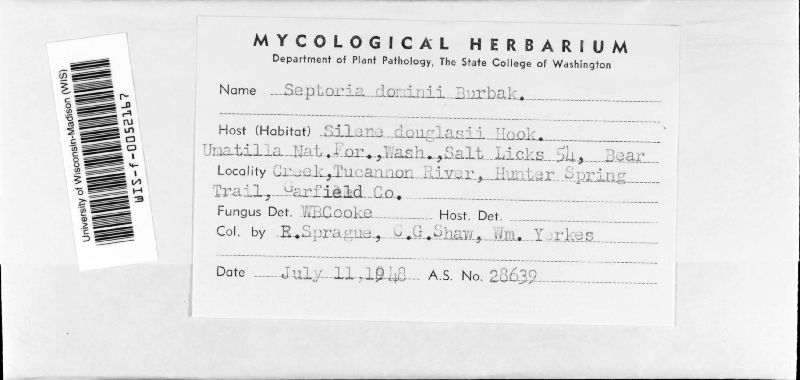 University of Wisconsin-Madison (WIS)
WIS-f-0052167
MYCOLOGICAL HERBARIUM
Department of Plant Pathology, The State College of Washington
Name Septoria dominii Burbak.
Host (Habitat) Silene douglasii Hook.
Umatilla Nat.For.,Wash.,Salt Licks 54, Bear
Locality Creek,Tucannon River, Hunter Spring
Trail, Garfield Co.
Fungus Det. WBCooke Host. Det.
Col. by R.Sprague, C.G.Shaw, Wm. Yerkes
Date July 11,1948 A.S. No. 28639